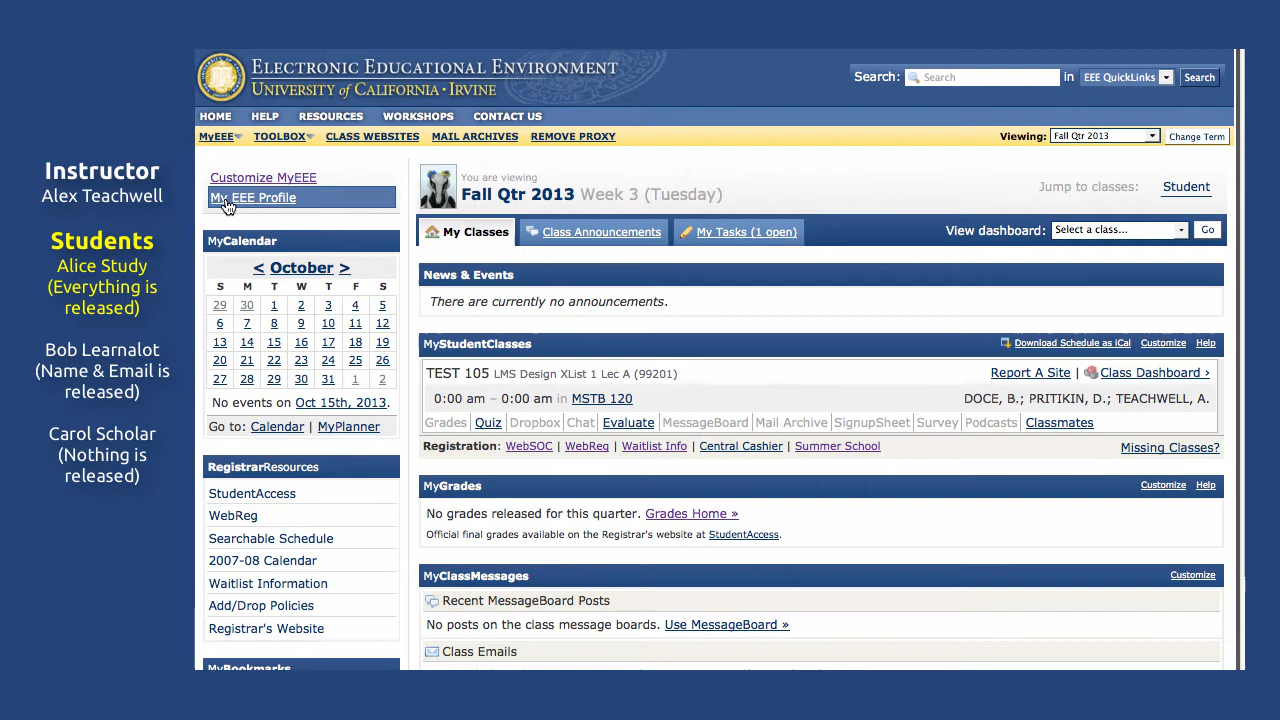 Instructor
Alex Teachwell
Students
Alice Study
(Everything is
released)
Bob Learnalot
(Name & Email is
released)
Carol Scholar
(Nothing is
released)
ELECTRONIC EDUCATIONAL ENVIRONMENT
UNIVERSITY of CALIFORNIA · IRVINE
Search: Search in EEE QuickLinks Search
HOME HELP RESOURCES WORKSHOPS CONTACT US
MyEEE TOOLBOX CLASS WEBSITES MAIL ARCHIVES REMOVE PROXY
Viewing: Fall Qtr 2013 Change Term
Customize MyEEE
My EEE Profile
MyCalendar
< October >
S M T W T F S
29 30 1 2 3 4 5
6 7 8 9 10 11 12
13 14 15 16 17 18 19
20 21 22 23 24 25 26
27 28 29 30 31 1 2
No events on Oct 15th, 2013.
Go to: Calendar | MyPlanner
RegistrarResources
StudentAccess
WebReg
Searchable Schedule
2007-08 Calendar
Waitlist Information
Add/Drop Policies
Registrar's Website
MyBookmarks
You are viewing
Fall Qtr 2013 Week 3 (Tuesday)
Jump to classes: Student
My Classes Class Announcements My Tasks (1 open)
View dashboard: Select a class... Go
News & Events
There are currently no announcements.
MyStudentClasses Download Schedule as iCal Customize Help
TEST 105 LMS Design XList 1 Lec A (99201) Report A Site | Class Dashboard ›
0:00 am – 0:00 am in MSTB 120 DOCE, B.; PRITIKIN, D.; TEACHWELL, A.
Grades Quiz Dropbox Chat Evaluate MessageBoard Mail Archive SignupSheet Survey Podcasts Classmates
Registration: WebSOC | WebReq | Waitlist Info | Central Cashier | Summer School Missing Classes?
MyGrades Customize Help
No grades released for this quarter. Grades Home »
Official final grades available on the Registrar's website at StudentAccess.
MyClassMessages Customize
Recent MessageBoard Posts
No posts on the class message boards. Use MessageBoard »
Class Emails